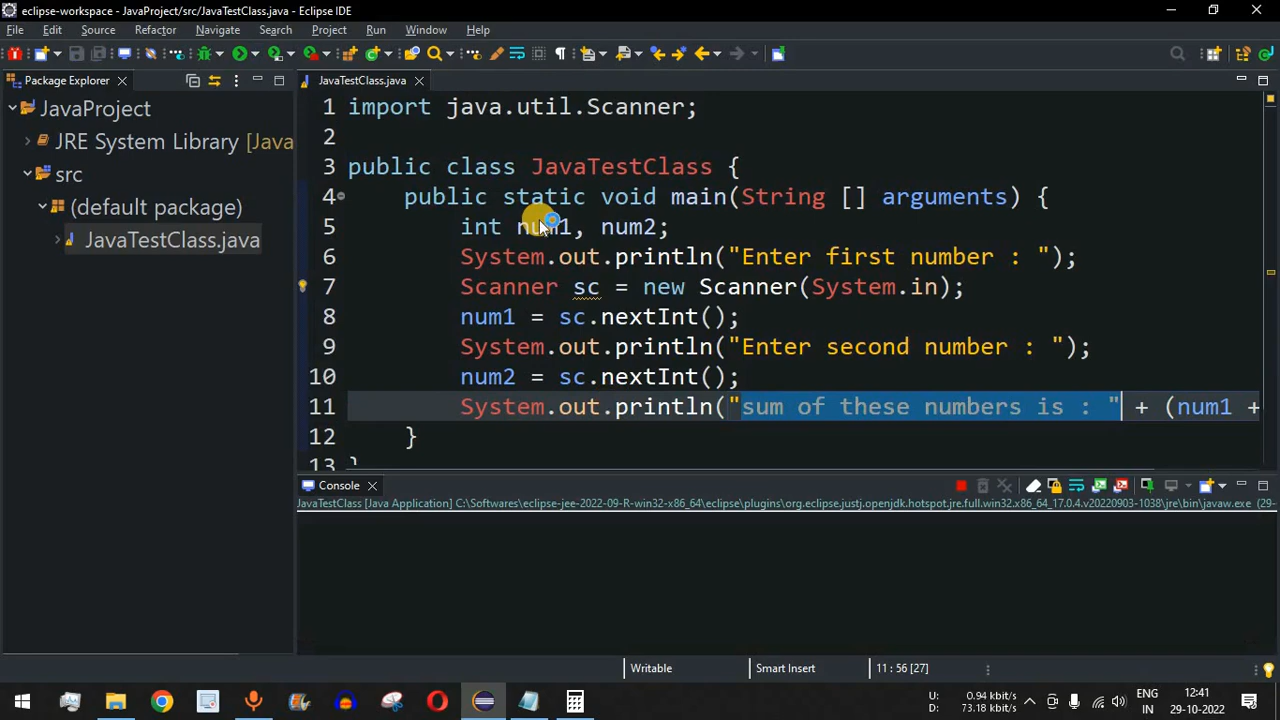 eclipse-workspace - JavaProject/src/JavaTestClass.java - Eclipse IDE
File Edit Source Refactor Navigate Search Project Run Window Help
Package Explorer
JavaTestClass.java
JavaProject
JRE System Library [Java
src
(default package)
JavaTestClass.java
1 import java.util.Scanner;
2
3 public class JavaTestClass {
4 public static void main(String [] arguments) {
5 int num1, num2;
6 System.out.println("Enter first number : ");
7 Scanner sc = new Scanner(System.in);
8 num1 = sc.nextInt();
9 System.out.println("Enter second number : ");
10 num2 = sc.nextInt();
11 System.out.println("sum of these numbers is : " + (num1 +
12 }
13 }
Console
JavaTestClass [Java Application] C:\Softwares\eclipse-jee-2022-09-R-win32-x86_64\eclipse\plugins\org.eclipse.justj.openjdk.hotspot.jre.full.win32.x86_64_17.0.4.v20220903-1038\jre\bin\javaw.exe (29-
Writable Smart Insert 11 : 56 [27]
U: 0.94 kbit/s
D: 73.18 kbit/s
ENG
IN
12:41
29-10-2022